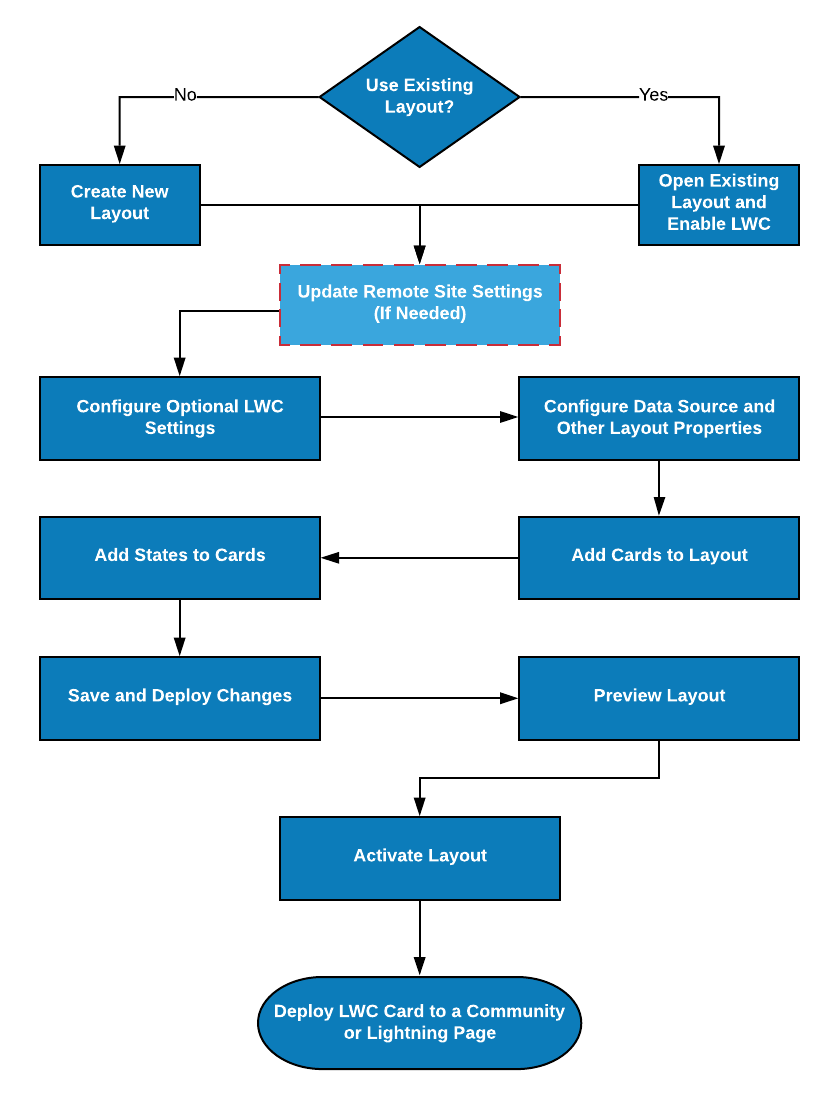 Use Existing
Layout?
No
Yes
Create New
Layout
Open Existing
Layout and
Enable LWC
Update Remote Site Settings
(If Needed)
Configure Optional LWC
Settings
Configure Data Source and
Other Layout Properties
Add States to Cards
Add Cards to Layout
Save and Deploy Changes
Preview Layout
Activate Layout
Deploy LWC Card to a Community
or Lightning Page